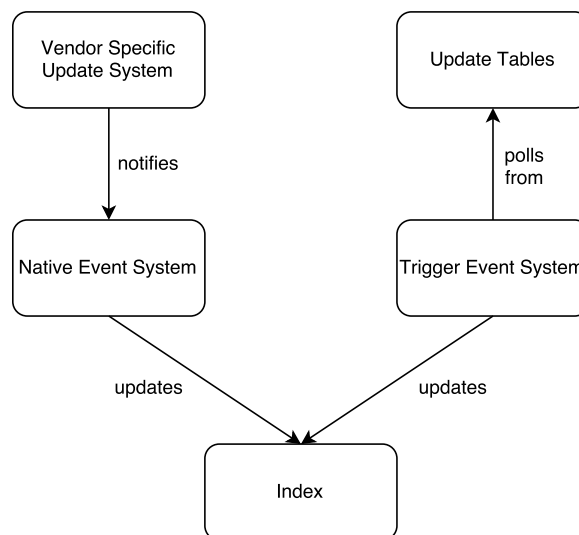 Vendor Specific
Update System
Update Tables
notifies
polls
from
Native Event System
Trigger Event System
updates
updates
Index